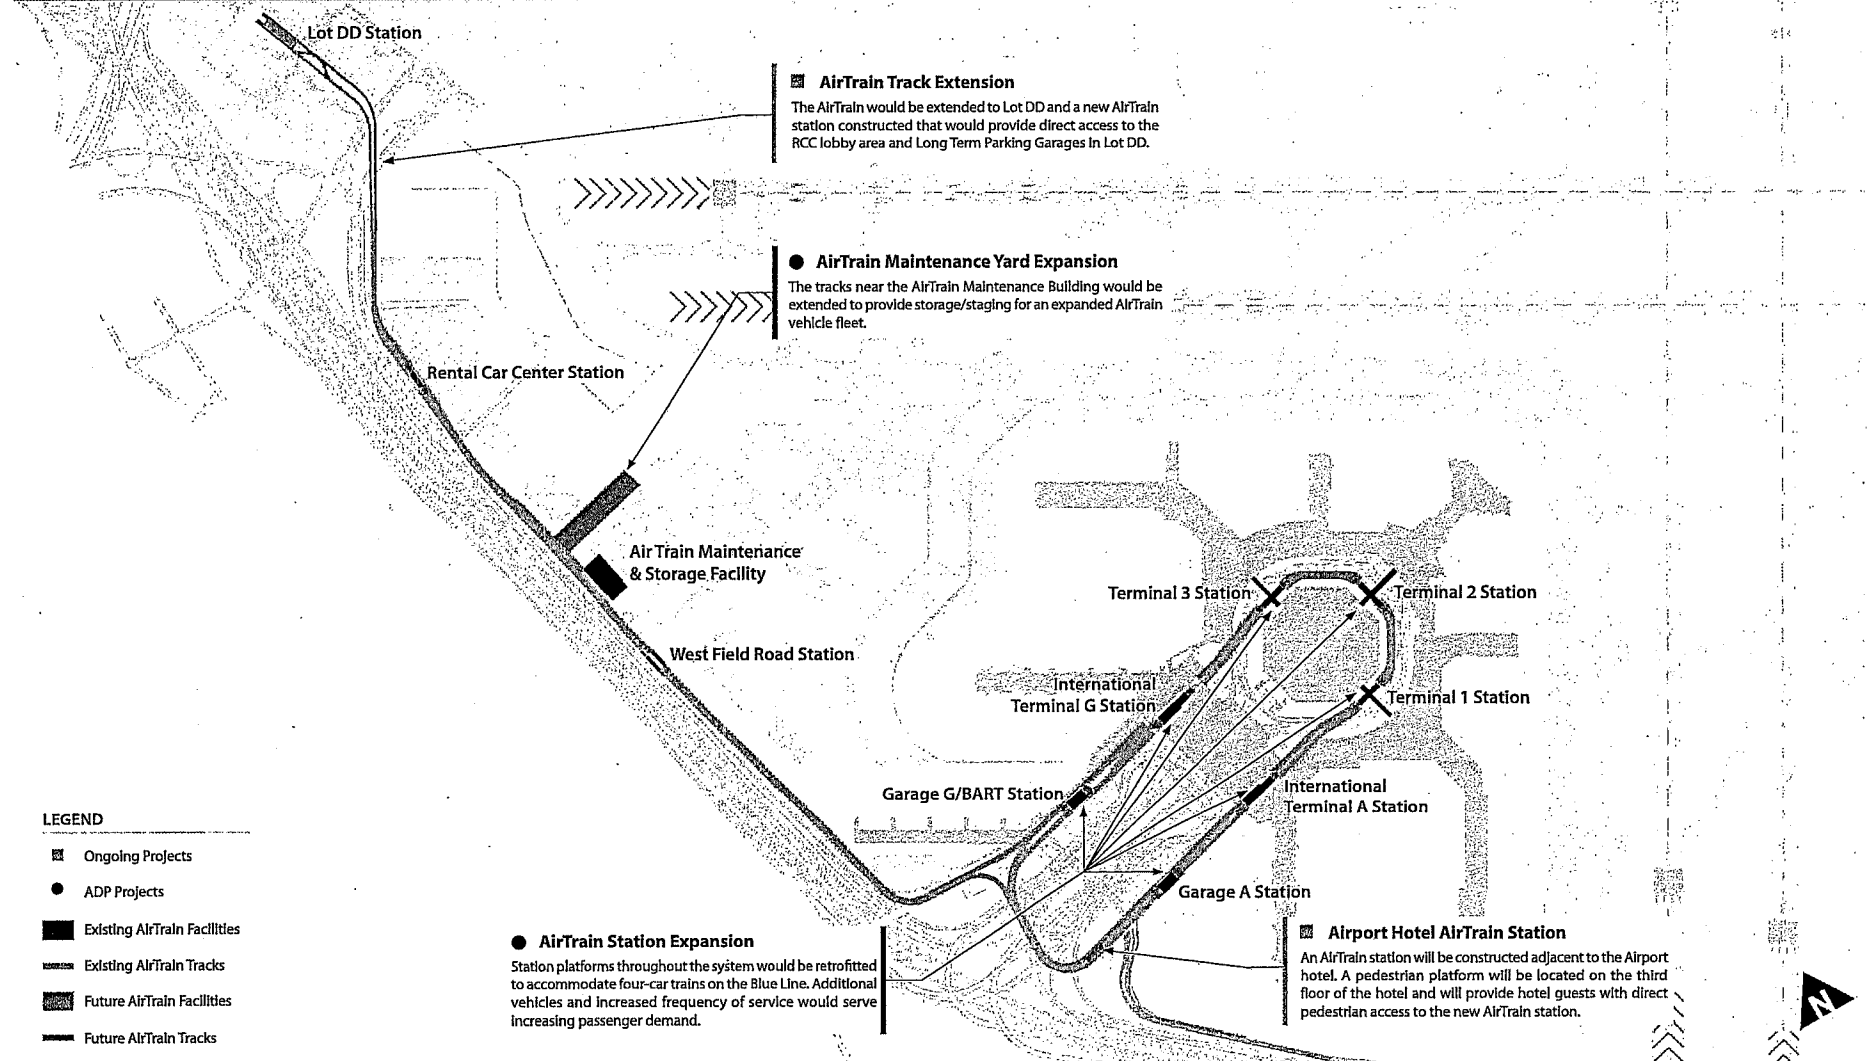 Lot DD Station
AirTrain Track Extension
The AirTrain would be extended to Lot DD and a new AirTrain
station constructed that would provide direct access to the
RCC lobby area and Long Term Parking Garages in Lot DD.
AirTrain Maintenance Yard Expansion
The tracks near the AirTrain Maintenance Building would be
extended to provide storage/staging for an expanded AirTrain
vehicle fleet.
Rental Car Center Station
Air Train Maintenance
& Storage Facility
West Field Road Station
Terminal 3 Station
Terminal 2 Station
International
Terminal G Station
Terminal 1 Station
Garage G/BART Station
International
Terminal A Station
Garage A Station
LEGEND
Ongoing Projects
ADP Projects
Existing AirTrain Facilities
Existing AirTrain Tracks
Future AirTrain Facilities
Future AirTrain Tracks
AirTrain Station Expansion
Station platforms throughout the system would be retrofitted
to accommodate four-car trains on the Blue Line. Additional
vehicles and increased frequency of service would serve
increasing passenger demand.
Airport Hotel AirTrain Station
An AirTrain station will be constructed adjacent to the Airport
hotel. A pedestrian platform will be located on the third
floor of the hotel and will provide hotel guests with direct
pedestrian access to the new AirTrain station.
N